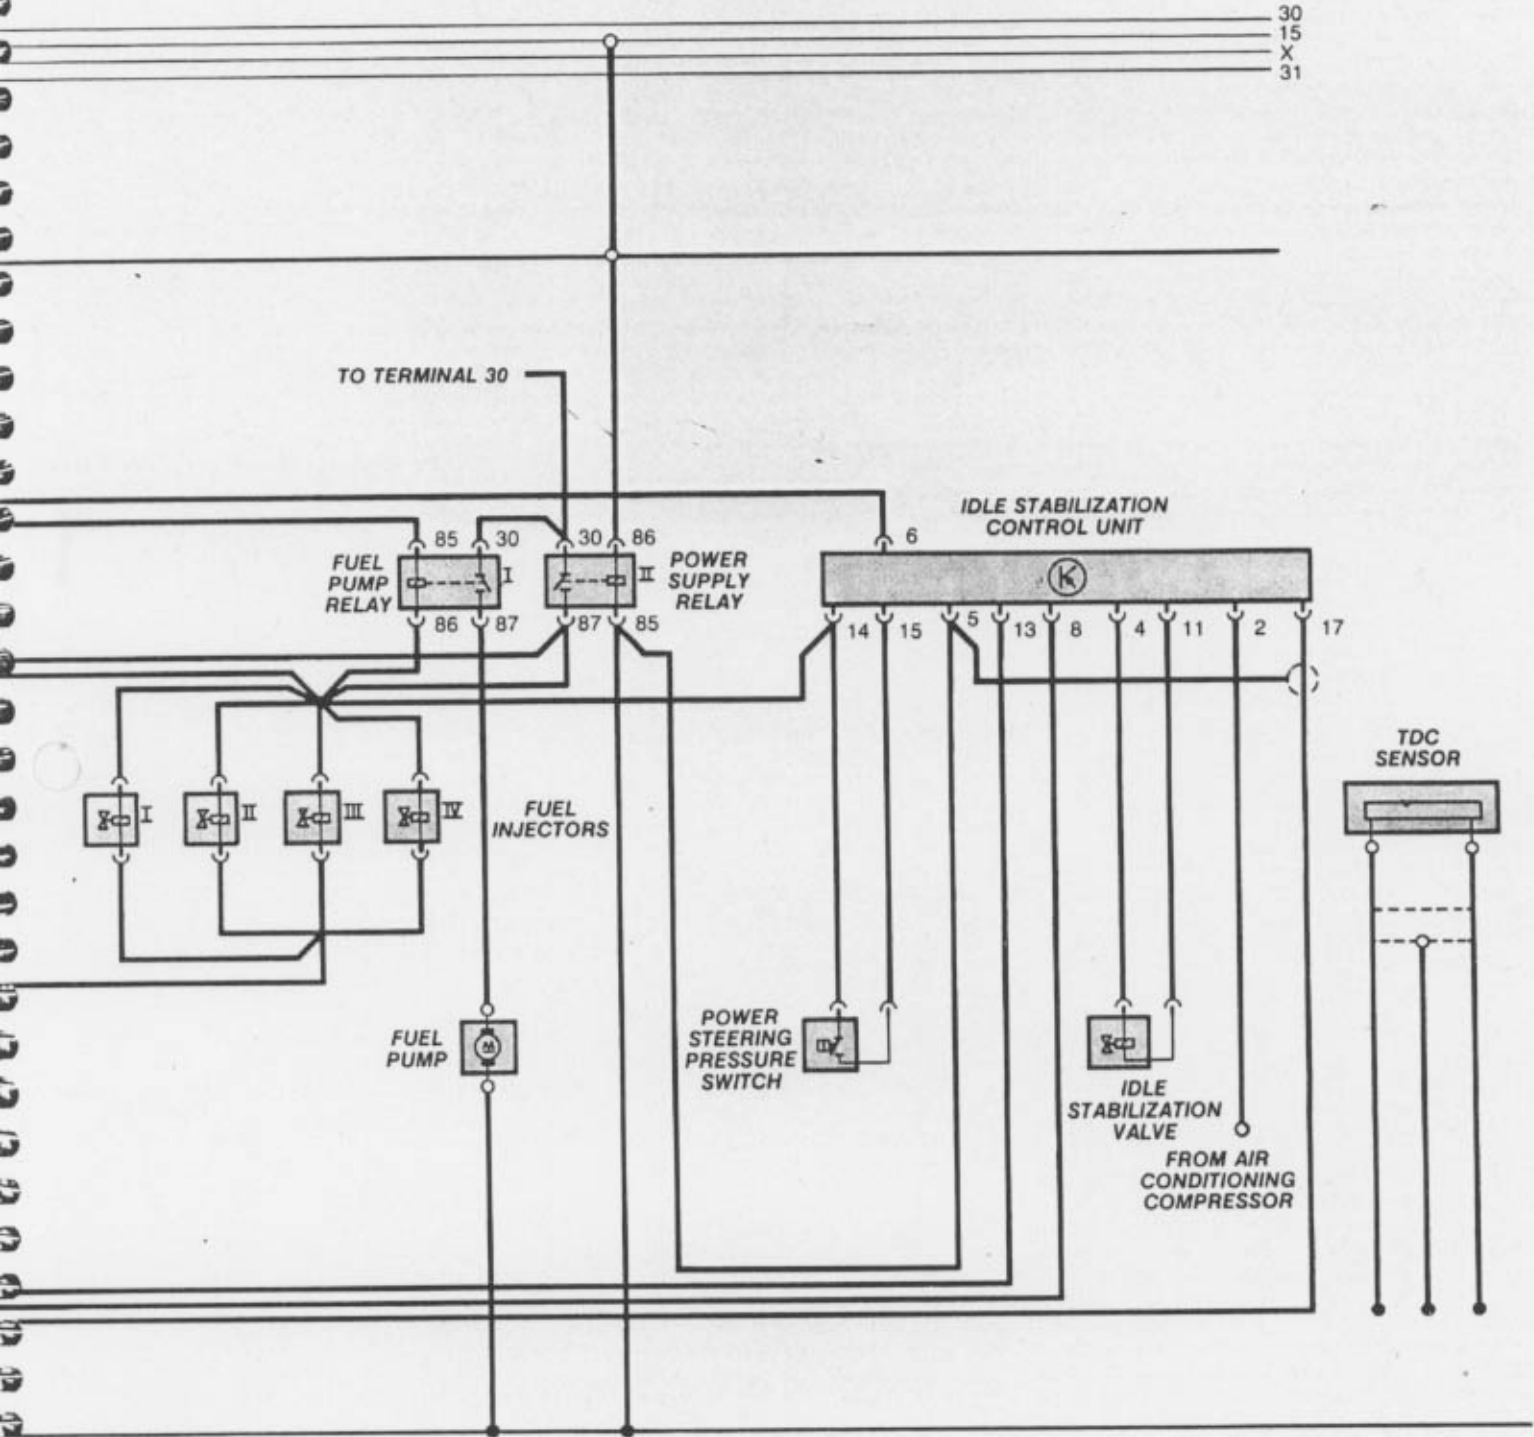 30
15
X
31
TO TERMINAL 30
IDLE STABILIZATION
CONTROL UNIT
85 30 30 86 6
FUEL
PUMP
RELAY
I
II
POWER
SUPPLY
RELAY
86 87 87 85 14 15 5 13 8 4 11 2 17
TDC
SENSOR
I II III IV
FUEL
INJECTORS
FUEL
PUMP
M
POWER
STEERING
PRESSURE
SWITCH
IDLE
STABILIZATION
VALVE
FROM AIR
CONDITIONING
COMPRESSOR